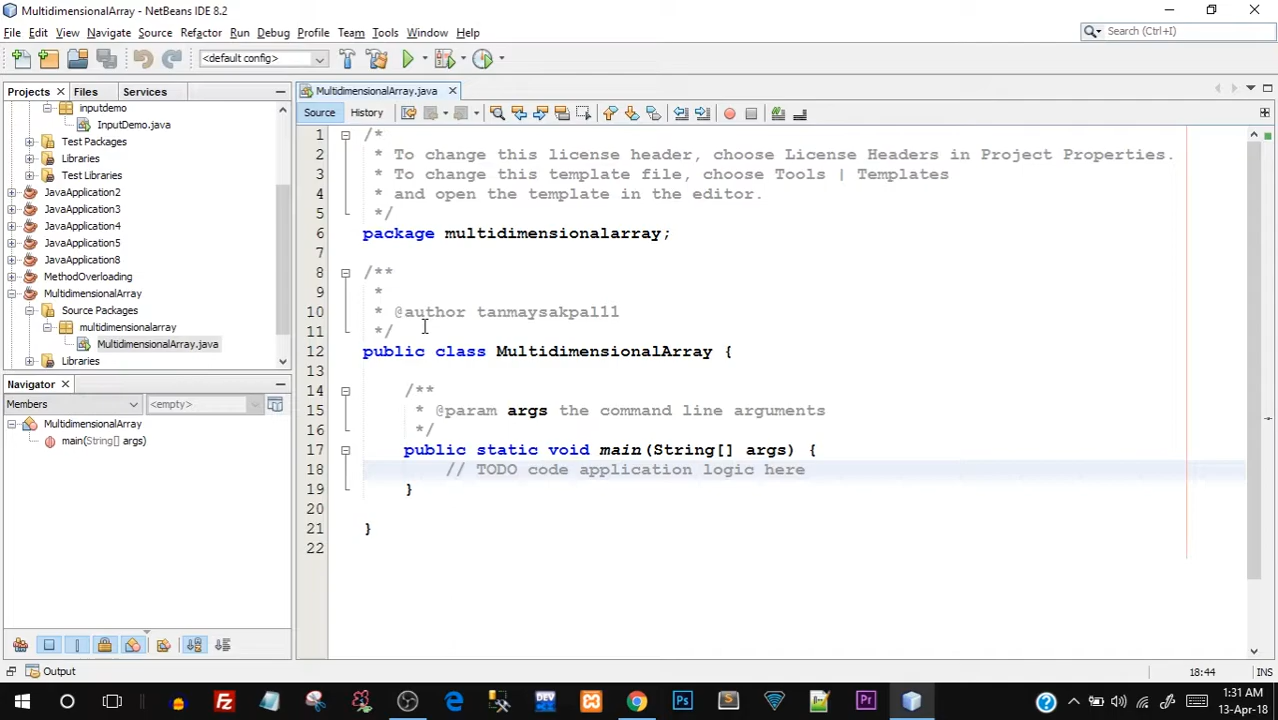 MultidimensionalArray - NetBeans IDE 8.2
File Edit View Navigate Source Refactor Run Debug Profile Team Tools Window Help
Search (Ctrl+I)
<default config>
Projects Files Services
MultidimensionalArray.java
Source History
inputdemo
InputDemo.java
Test Packages
Libraries
Test Libraries
JavaApplication2
JavaApplication3
JavaApplication4
JavaApplication5
JavaApplication8
MethodOverloading
MultidimensionalArray
Source Packages
multidimensionalarray
MultidimensionalArray.java
Libraries
Navigator
Members <empty>
MultidimensionalArray
main(String[] args)
1 /*
2 * To change this license header, choose License Headers in Project Properties.
3 * To change this template file, choose Tools | Templates
4 * and open the template in the editor.
5 */
6 package multidimensionalarray;
7
8 /**
9 *
10 * @author tanmaysakpal11
11 */
12 public class MultidimensionalArray {
13
14 /**
15 * @param args the command line arguments
16 */
17 public static void main(String[] args) {
18 // TODO code application logic here
19 }
20
21 }
22
Output
18:44 INS
1:31 AM
13-Apr-18